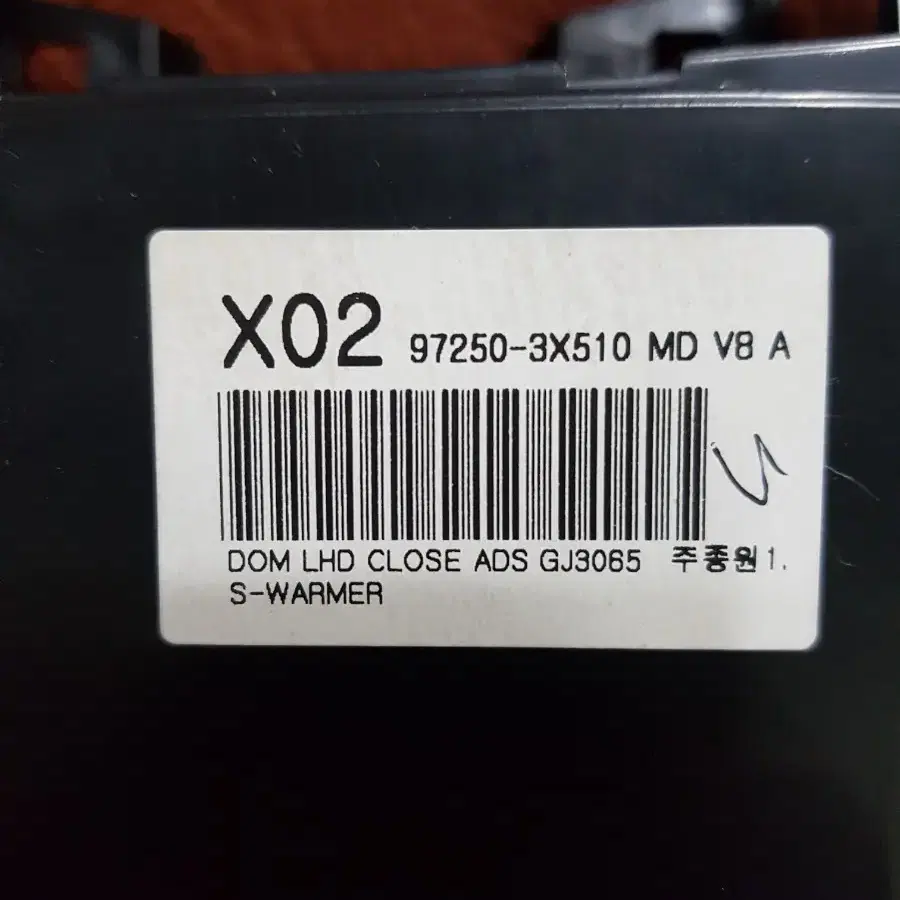 X02 97250-3X510 MD V8 A
DOM LHD CLOSE ADS GJ3065 주종원1.
S-WARMER